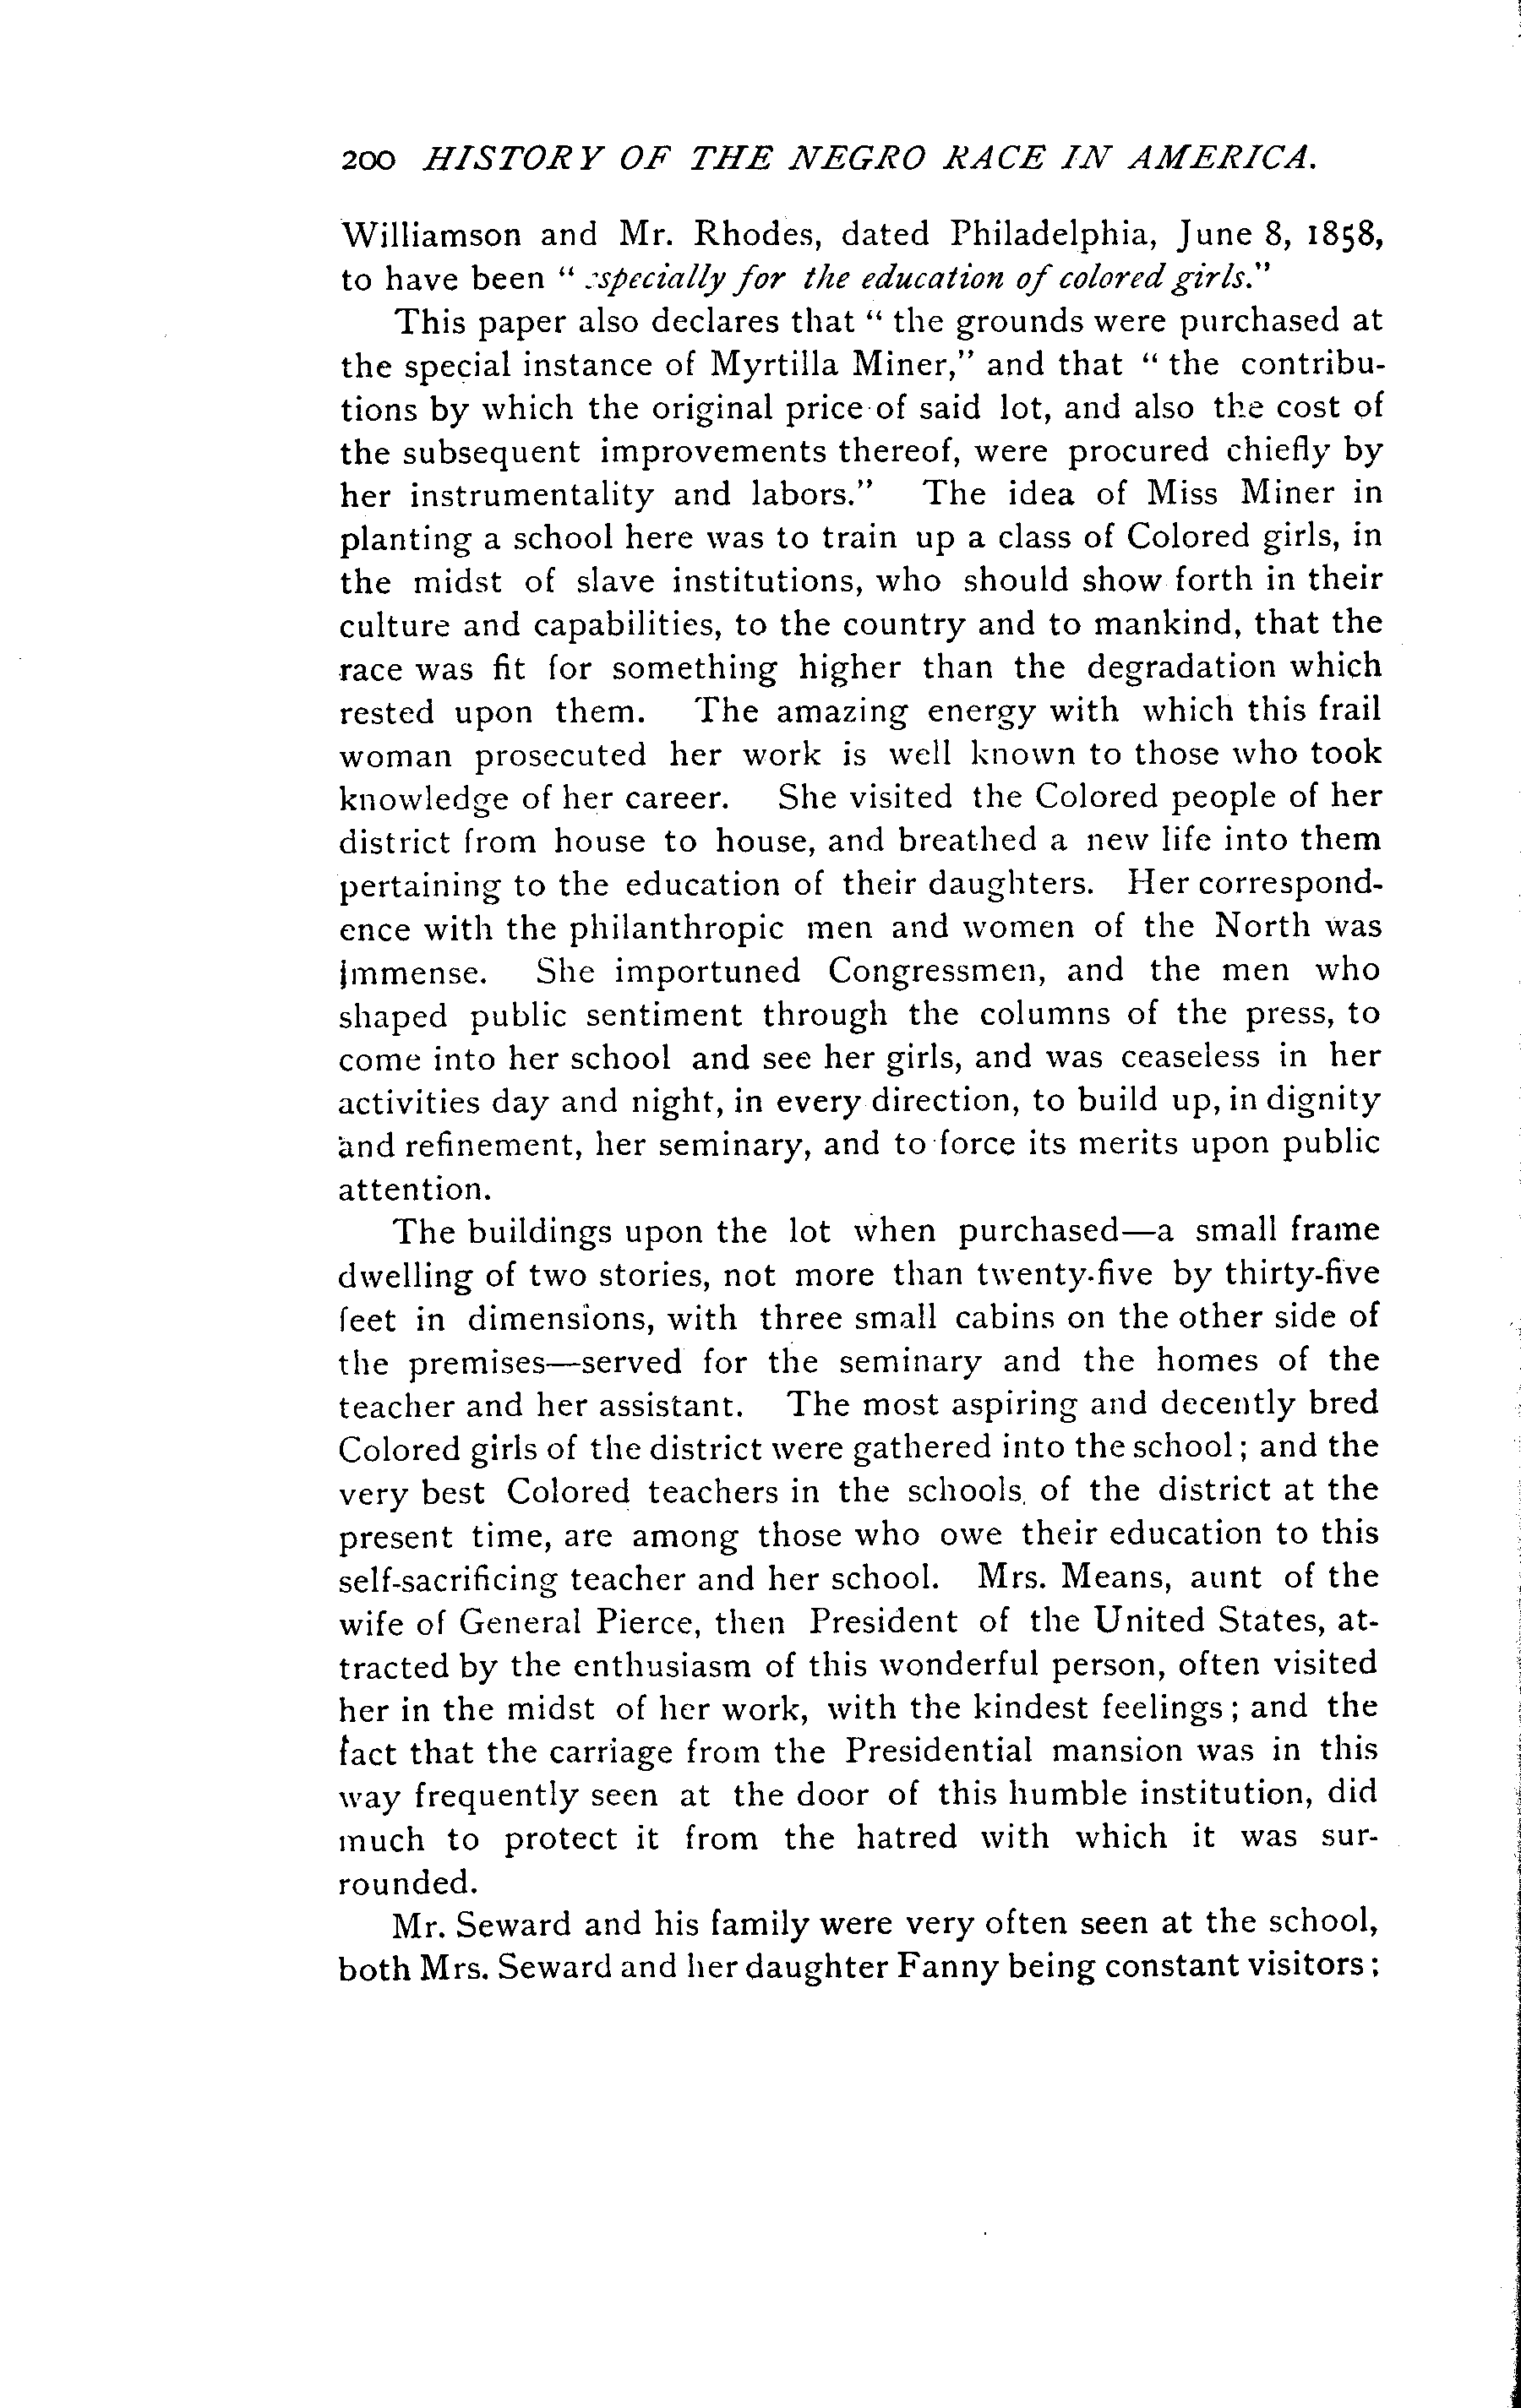 200 HISTORY OF THE NEGRO RACE IN AMERICA.
Williamson and Mr. Rhodes, dated Philadelphia, June 8, 1858,
to have been " especially for the education of colored girls."
This paper also declares that " the grounds were purchased at
the special instance of Myrtilla Miner," and that " the contribu-
tions by which the original price of said lot, and also the cost of
the subsequent improvements thereof, were procured chiefly by
her instrumentality and labors." The idea of Miss Miner in
planting a school here was to train up a class of Colored girls, in
the midst of slave institutions, who should show forth in their
culture and capabilities, to the country and to mankind, that the
race was fit for something higher than the degradation which
rested upon them. The amazing energy with which this frail
woman prosecuted her work is well known to those who took
knowledge of her career. She visited the Colored people of her
district from house to house, and breathed a new life into them
pertaining to the education of their daughters. Her correspond-
ence with the philanthropic men and women of the North was
immense. She importuned Congressmen, and the men who
shaped public sentiment through the columns of the press, to
come into her school and see her girls, and was ceaseless in her
activities day and night, in every direction, to build up, in dignity
and refinement, her seminary, and to force its merits upon public
attention.
The buildings upon the lot when purchased—a small frame
dwelling of two stories, not more than twenty-five by thirty-five
feet in dimensions, with three small cabins on the other side of
the premises—served for the seminary and the homes of the
teacher and her assistant. The most aspiring and decently bred
Colored girls of the district were gathered into the school; and the
very best Colored teachers in the schools of the district at the
present time, are among those who owe their education to this
self-sacrificing teacher and her school. Mrs. Means, aunt of the
wife of General Pierce, then President of the United States, at-
tracted by the enthusiasm of this wonderful person, often visited
her in the midst of her work, with the kindest feelings; and the
fact that the carriage from the Presidential mansion was in this
way frequently seen at the door of this humble institution, did
much to protect it from the hatred with which it was sur-
rounded.
Mr. Seward and his family were very often seen at the school,
both Mrs. Seward and her daughter Fanny being constant visitors;